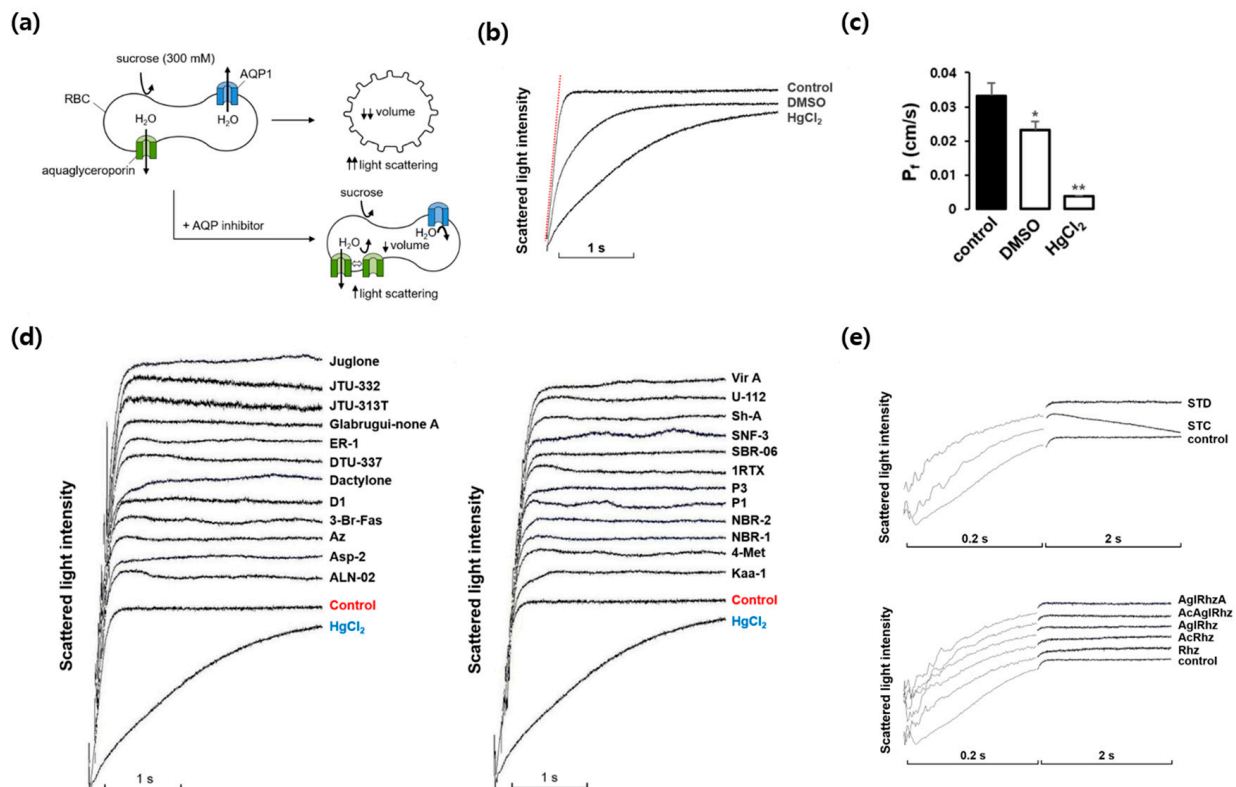 (a)
sucrose (300 mM)
AQP1
RBC
H2O
H2O
aquaglyceroporin
↓↓ volume
↑↑ light scattering
+ AQP inhibitor
sucrose
H2O
H2O
↓ volume
↑ light scattering
(b)
Scattered light intensity
Control
DMSO
HgCl2
1 s
(c)
Pf (cm/s)
0.04
0.03
0.02
0.01
0
*
**
control
DMSO
HgCl2
(d)
Scattered light intensity
Juglone
JTU-332
JTU-313T
Glabrugui-none A
ER-1
DTU-337
Dactylone
D1
3-Br-Fas
Az
Asp-2
ALN-02
Control
HgCl2
1 s
Scattered light intensity
Vir A
U-112
Sh-A
SNF-3
SBR-06
1RTX
P3
P1
NBR-2
NBR-1
4-Met
Kaa-1
Control
HgCl2
1 s
(e)
Scattered light intensity
STD
STC
control
0.2 s
2 s
Scattered light intensity
AglRhzA
AcAglRhz
AglRhz
AcRhz
Rhz
control
0.2 s
2 s